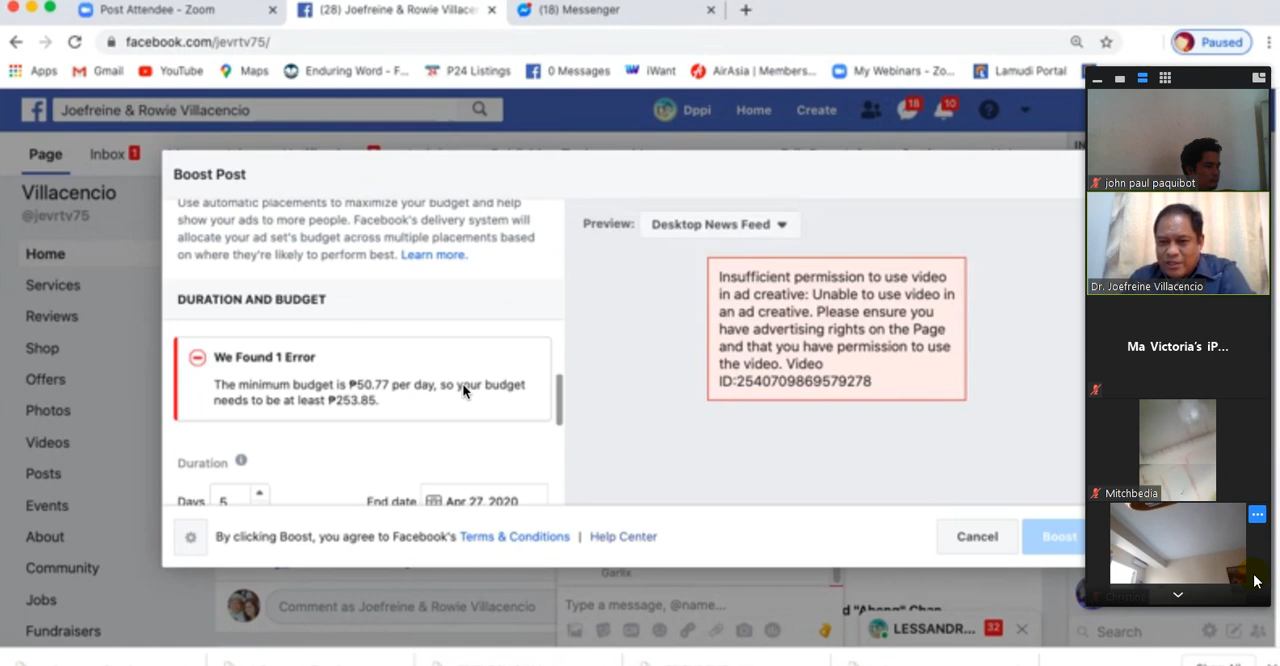 Post Attendee - Zoom
(28) Joefreine & Rowie Villacer
(18) Messenger
facebook.com/jevrtv75/
Paused
Apps
Gmail
YouTube
Maps
Enduring Word - F...
P24 Listings
0 Messages
iWant
AirAsia | Members...
My Webinars - Zo...
Lamudi Portal
Joefreine & Rowie Villacencio
Dppi
Home
Create
18
10
Page
Inbox
1
Villacencio
@jevrtv75
Home
Services
Reviews
Shop
Offers
Photos
Videos
Posts
Events
About
Community
Jobs
Fundraisers
Boost Post
Use automatic placements to maximize your budget and help
show your ads to more people. Facebook's delivery system will
allocate your ad set's budget across multiple placements based
on where they're likely to perform best. Learn more.
DURATION AND BUDGET
We Found 1 Error
The minimum budget is ₱50.77 per day, so your budget
needs to be at least ₱253.85.
Duration
Days 5
End date Apr 27, 2020
Preview:
Desktop News Feed
Insufficient permission to use video
in ad creative: Unable to use video in
an ad creative. Please ensure you
have advertising rights on the Page
and that you have permission to use
the video. Video
ID:2540709869579278
By clicking Boost, you agree to Facebook's Terms & Conditions | Help Center
Cancel
Boost
Garlix
Comment as Joefreine & Rowie Villacencio
Type a message, @name...
LESSANDR...
32
Search
john paul paquibot
Dr. Joefreine Villacencio
Ma Victoria's iP...
Mitchbedia